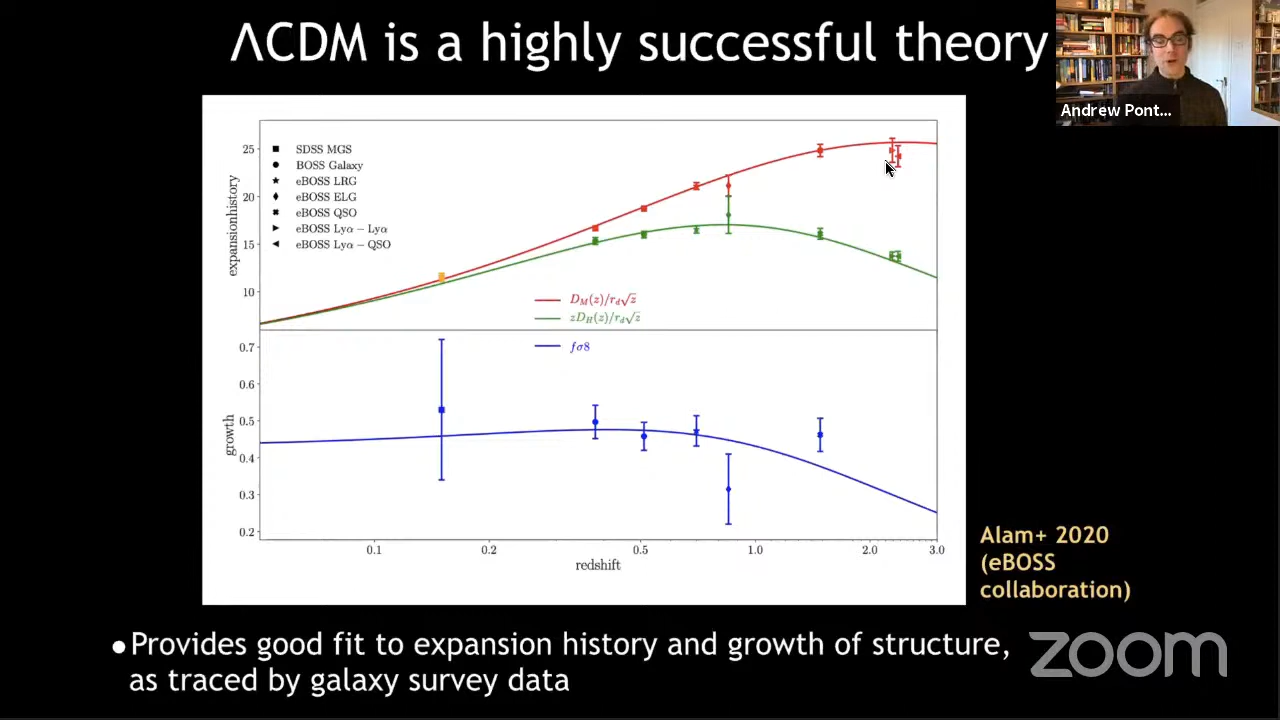 ΛCDM is a highly successful theory
Andrew Pont...
25
20
15
10
expansionhistory
SDSS MGS
BOSS Galaxy
eBOSS LRG
eBOSS ELG
eBOSS QSO
eBOSS Lyα − Lyα
eBOSS Lyα − QSO
D_M(z)/r_d√z
zD_H(z)/r_d√z
fσ8
0.7
0.6
0.5
0.4
0.3
0.2
growth
0.1 0.2 0.5 1.0 2.0 3.0
redshift
Alam+ 2020
(eBOSS
collaboration)
•Provides good fit to expansion history and growth of structure,
as traced by galaxy survey data
zoom